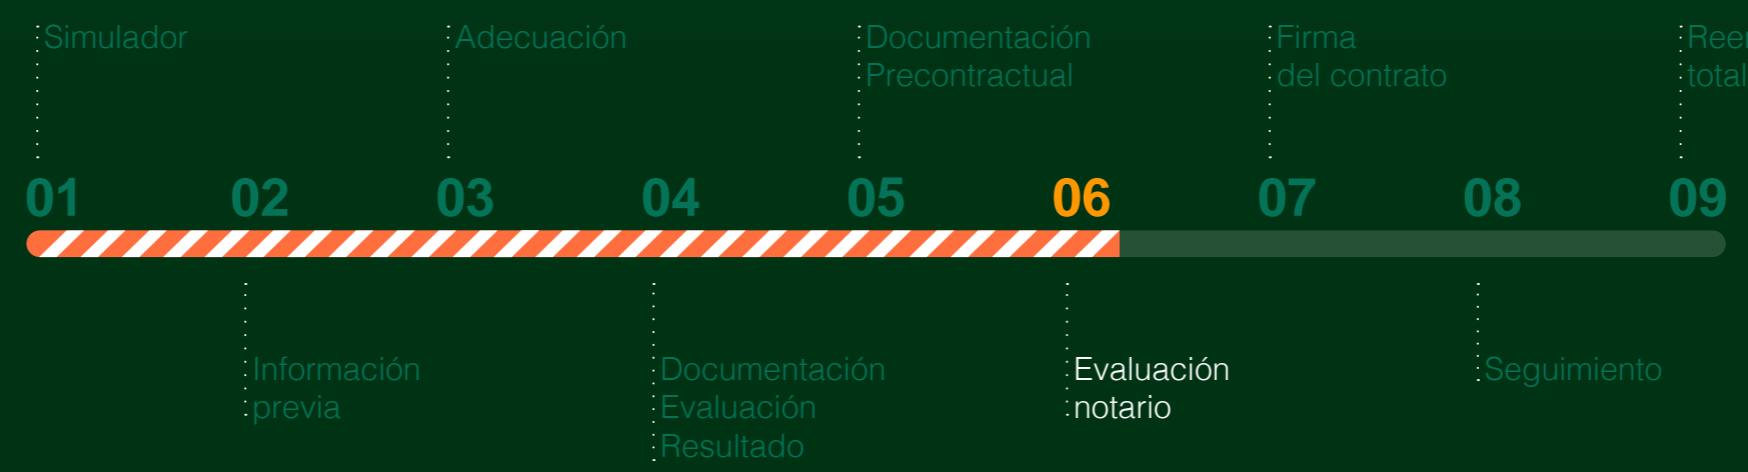 Simulador
Adecuación
Documentación
Precontractual
Firma
del contrato
total
01 02 03 04 05 06 07 08 09
Información
previa
Documentación
Evaluación
Resultado
Evaluación
notario
Seguimiento